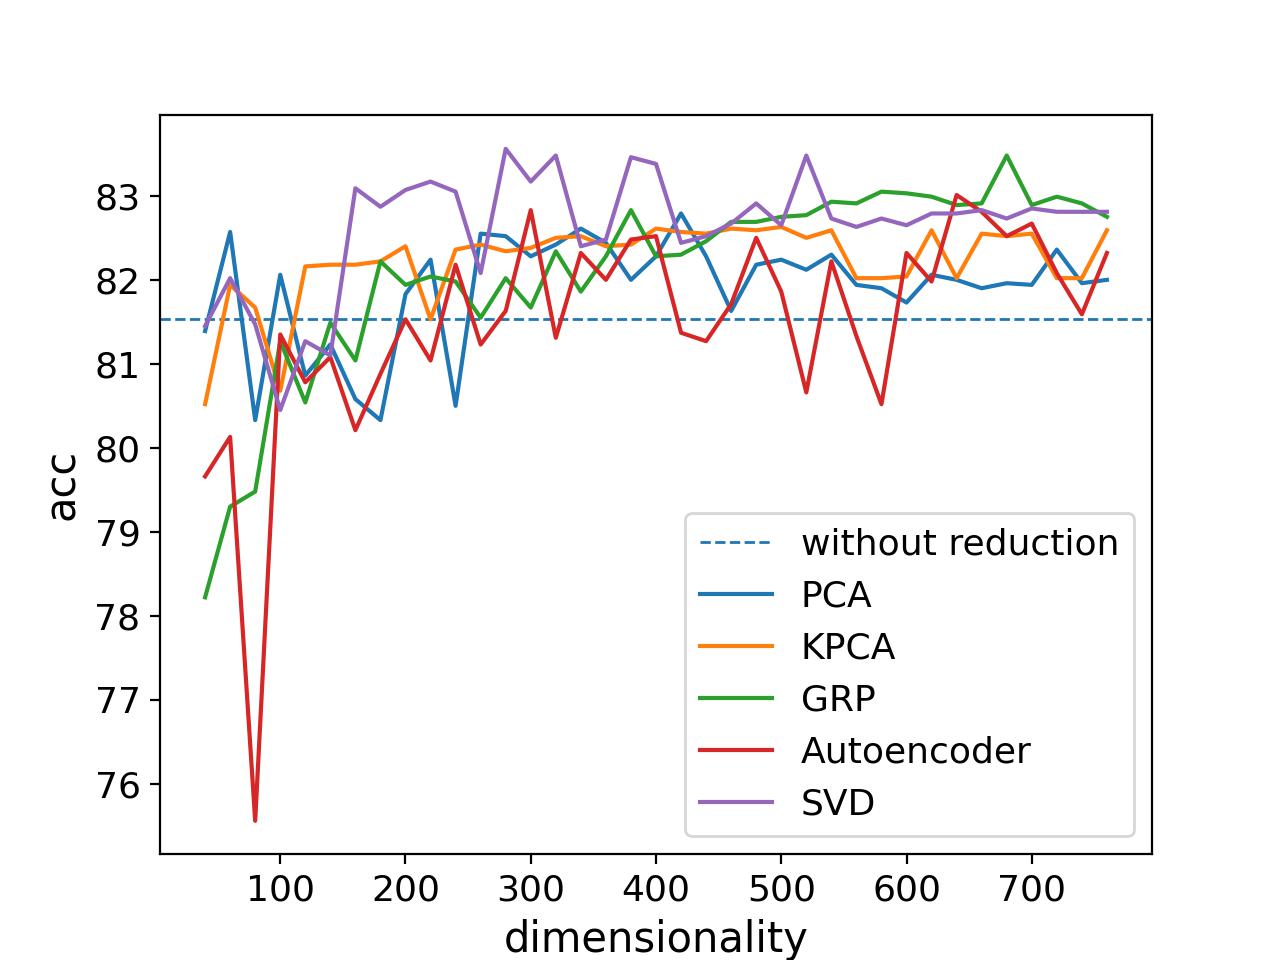 83
82
81
80
79
78
77
76
acc
without reduction
PCA
KPCA
GRP
Autoencoder
SVD
100 200 300 400 500 600 700
dimensionality